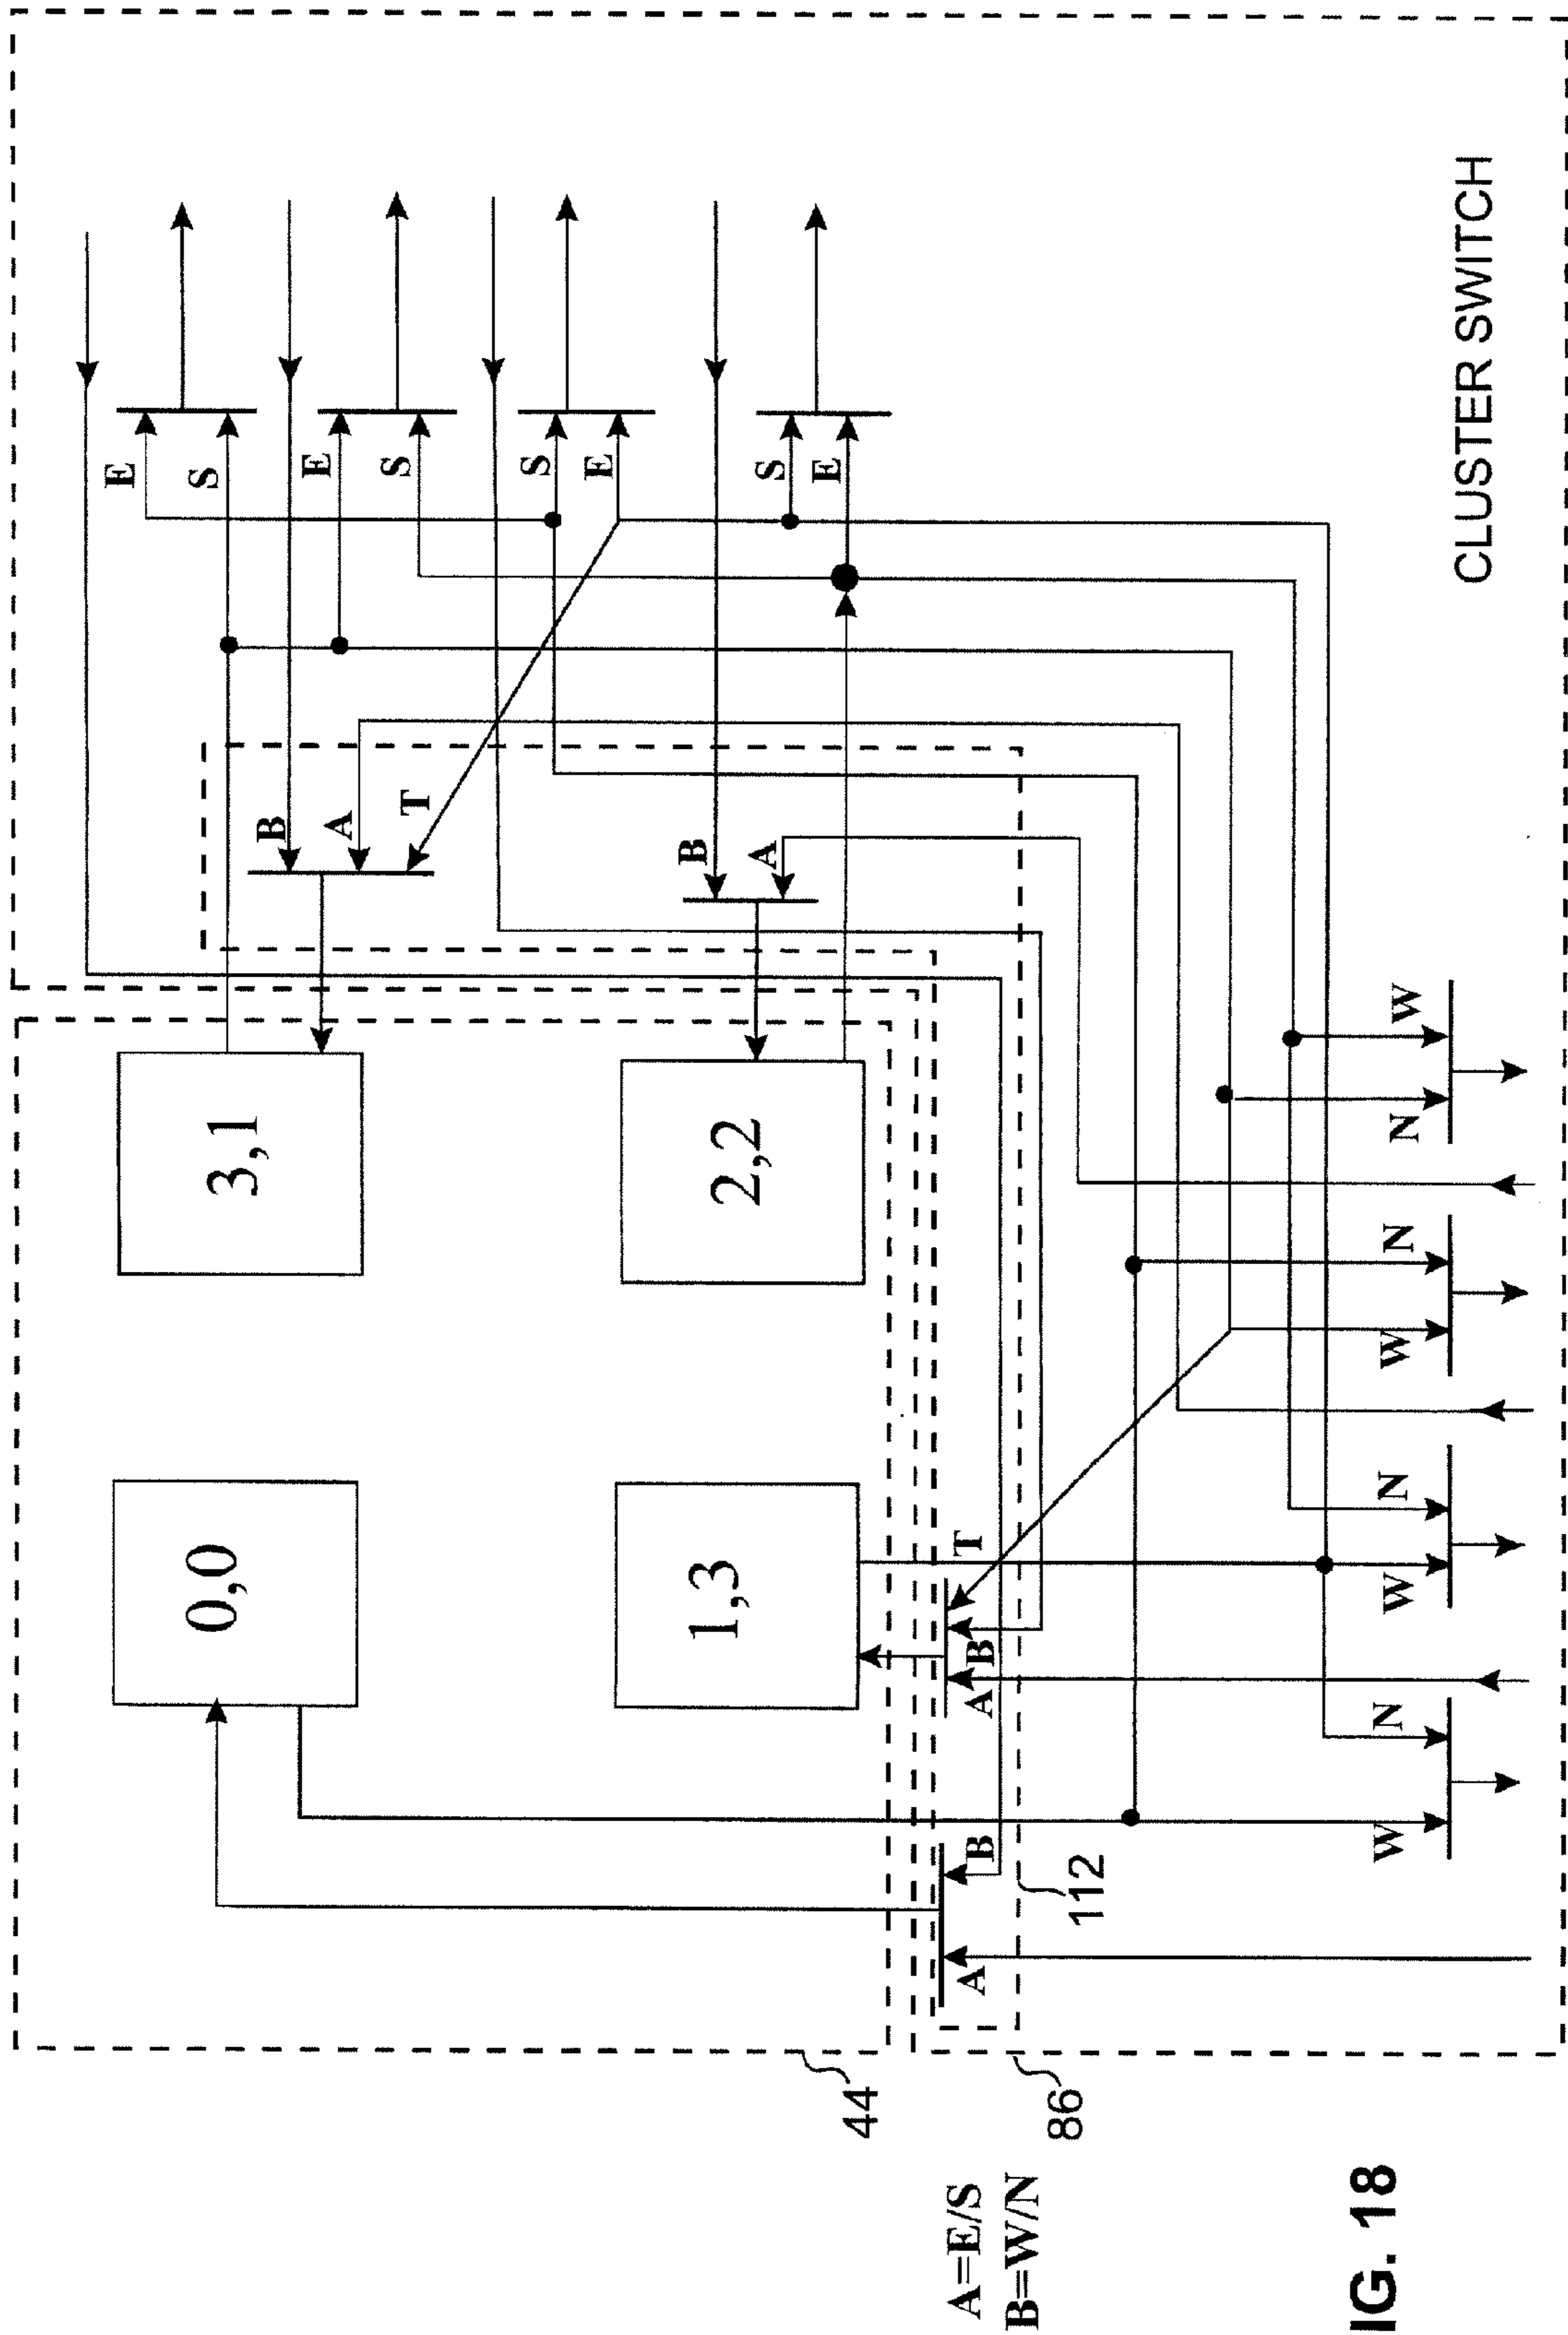 E
S
0,0
3,1
B
E
A
S
T
S
E
B
1,3
2,2
A
S
E
44
A=E/S
A
B
A
B
T
B=W/N
86
112
W
N
W
N
W
N
N
W
IG. 18
CLUSTER SWITCH